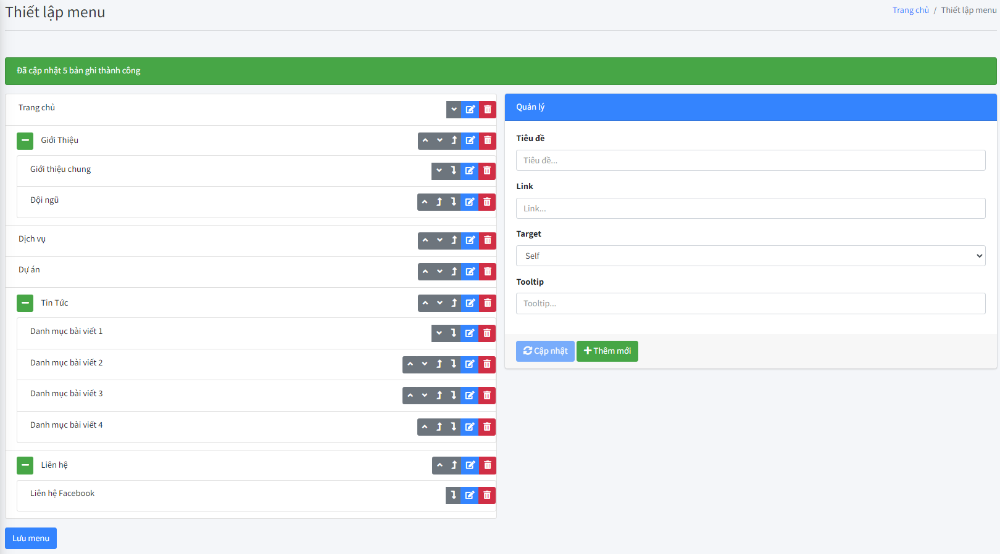 Thiết lập menu
Trang chủ / Thiết lập menu
Đã cập nhật 5 bản ghi thành công
Trang chủ
Giới Thiệu
Giới thiệu chung
Đội ngũ
Dịch vụ
Dự án
Tin Tức
Danh mục bài viết 1
Danh mục bài viết 2
Danh mục bài viết 3
Danh mục bài viết 4
Liên hệ
Liên hệ Facebook
Lưu menu
Quản lý
Tiêu đề
Tiêu đề...
Link
Link...
Target
Self
Tooltip
Tooltip...
Cập nhật
Thêm mới